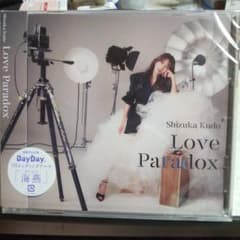 Shizuka Kudo
Love
Paradox
Shizuka Kudo Love Paradox
DayDay.
海燕